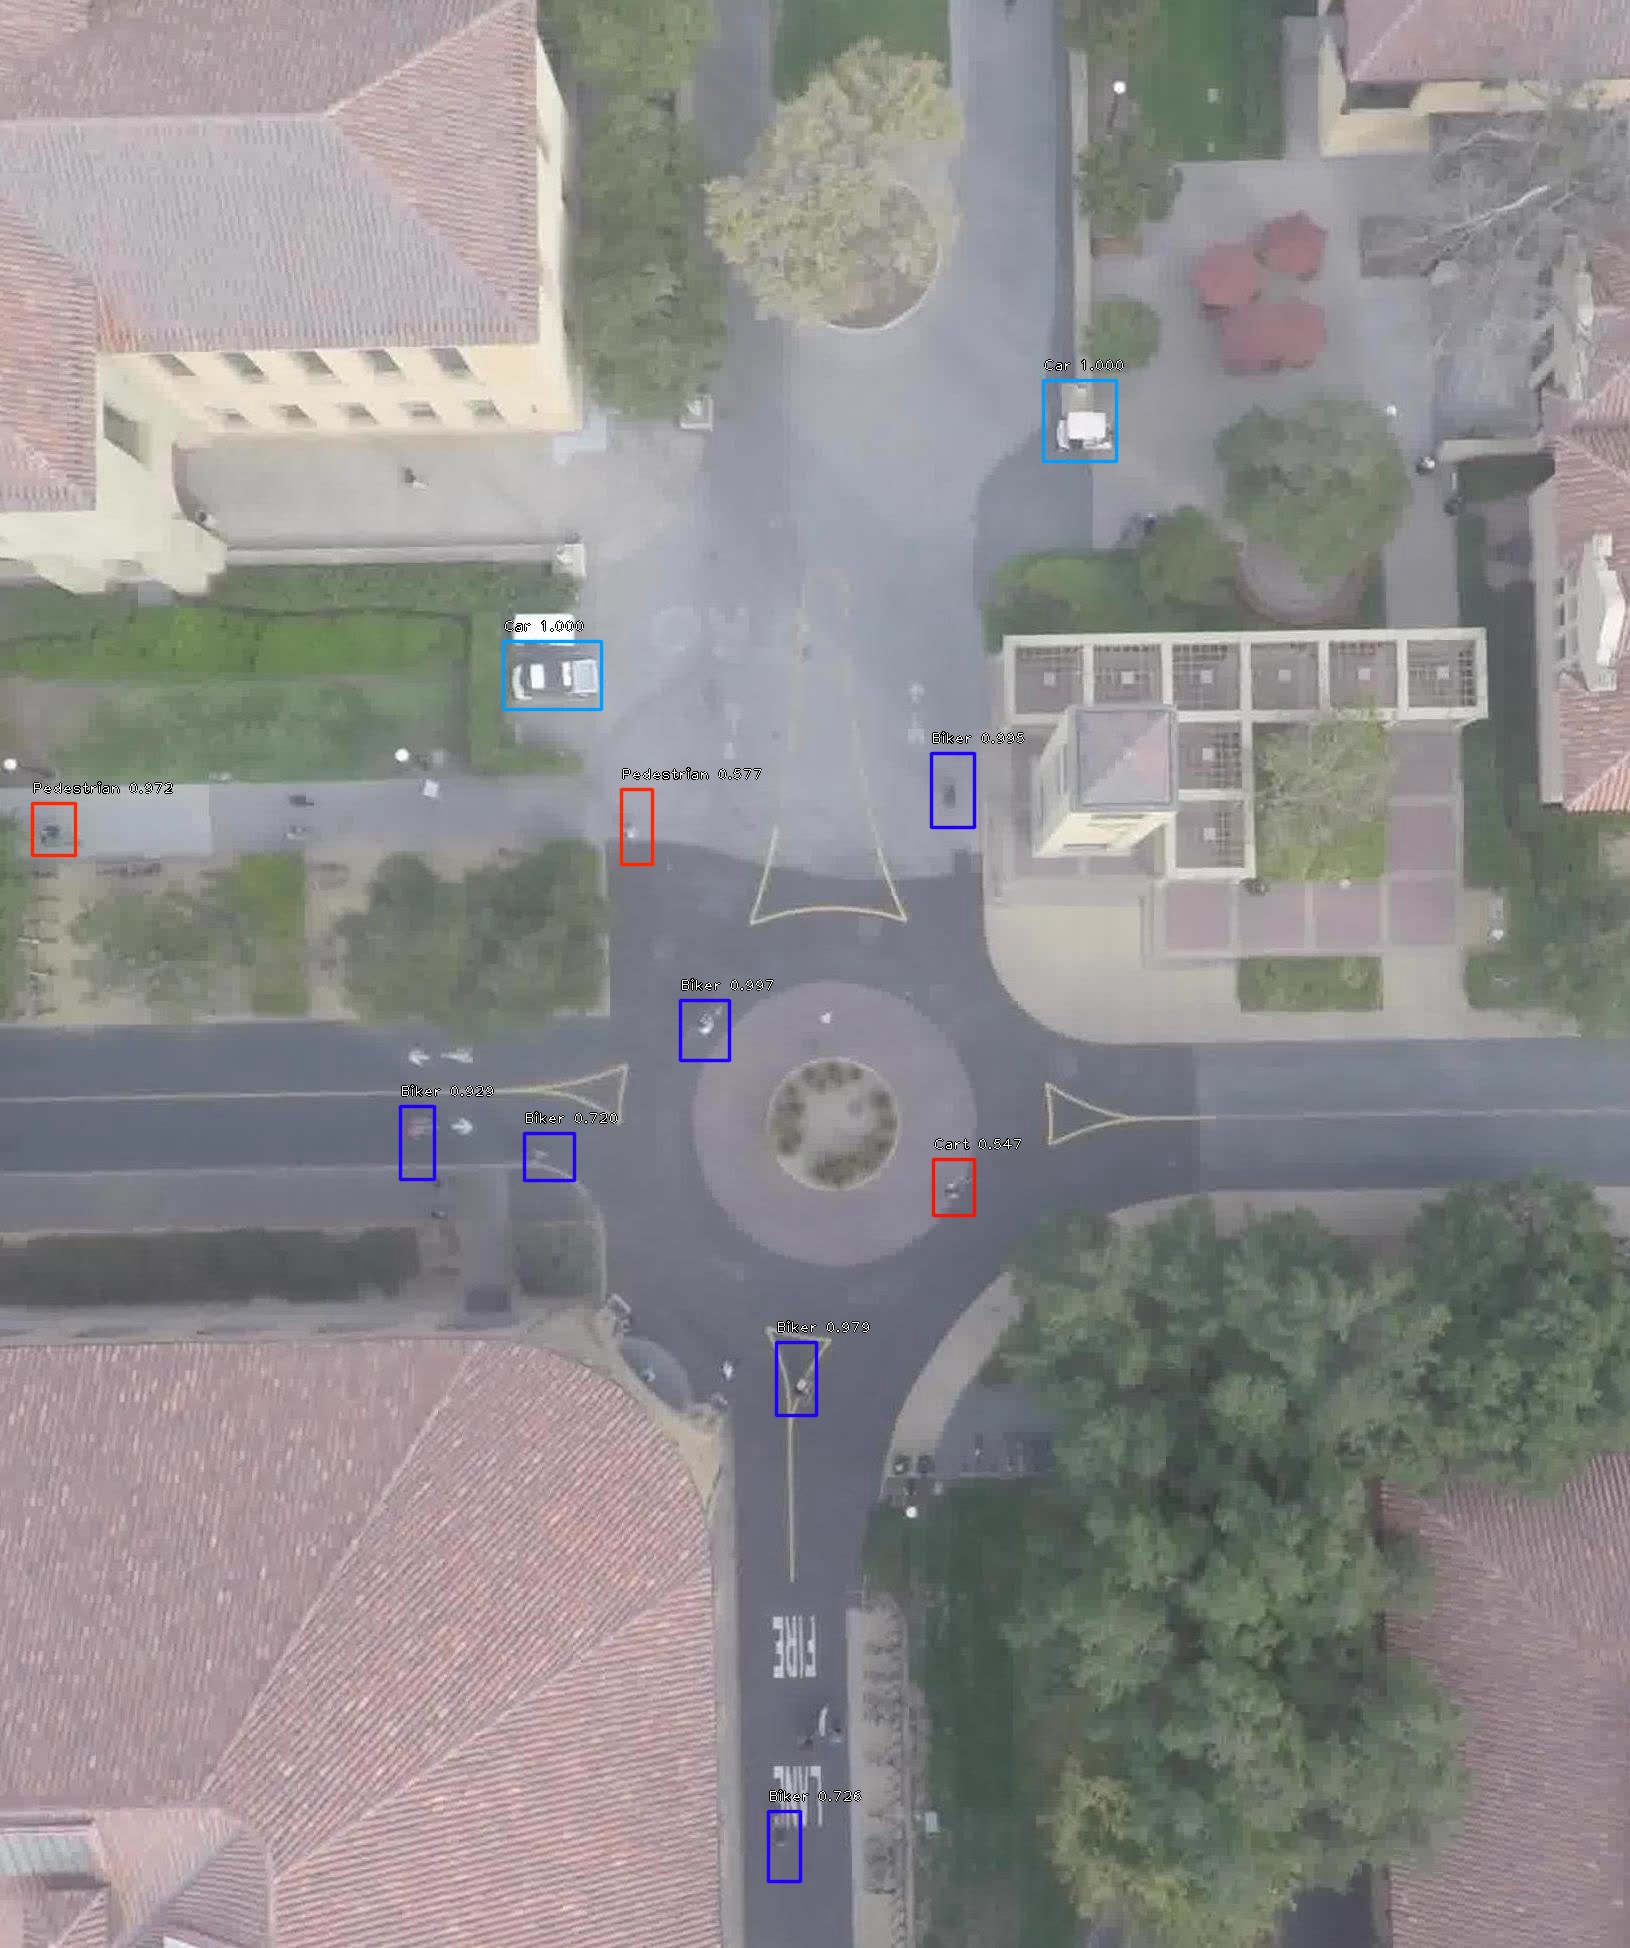 Car 1.000
Car 1.000
Biker 0.995
Pedestrian 0.577
Pedestrian 0.972
Biker 0.997
Biker 0.929
Biker 0.720
Cart 0.547
Biker 0.979
FIRE
LANE
Biker 0.726